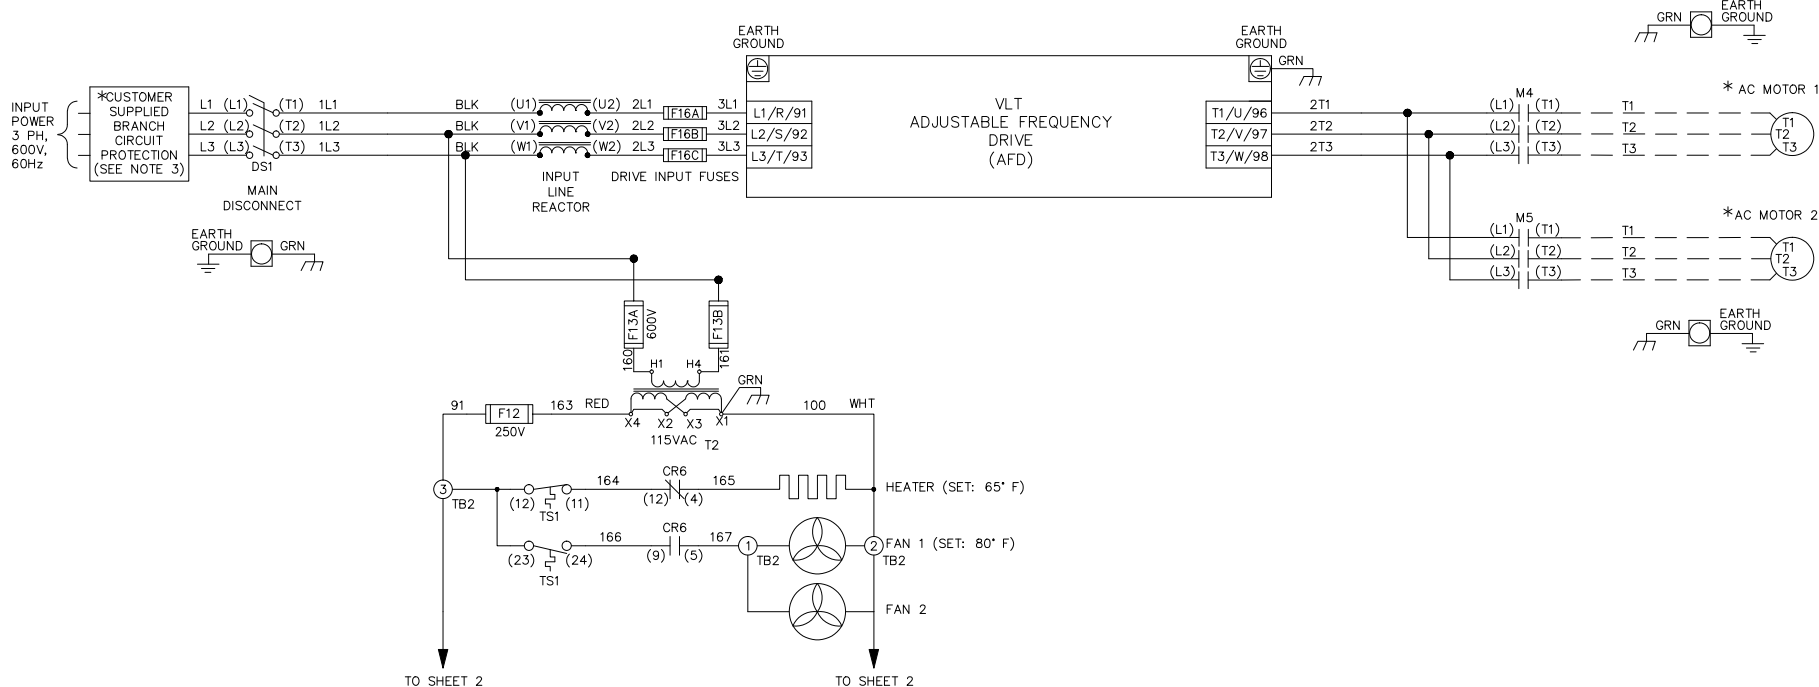 INPUT
POWER
3 PH,
600V,
60Hz
*CUSTOMER
SUPPLIED
BRANCH
CIRCUIT
PROTECTION
(SEE NOTE 3)
L1 (L1) (T1) 1L1
L2 (L2) (T2) 1L2
L3 (L3) (T3) 1L3
DS1
MAIN
DISCONNECT
EARTH
GROUND GRN
BLK (U1) (U2) 2L1 F16A 3L1
BLK (V1) (V2) 2L2 F16B 3L2
BLK (W1) (W2) 2L3 F16C 3L3
INPUT
LINE
REACTOR
DRIVE INPUT FUSES
EARTH
GROUND
L1/R/91
L2/S/92
L3/T/93
VLT
ADJUSTABLE FREQUENCY
DRIVE
(AFD)
EARTH
GROUND
GRN
T1/U/96
T2/V/97
T3/W/98
2T1
2T2
2T3
GRN EARTH
GROUND
M4
(L1) (T1) T1
(L2) (T2) T2
(L3) (T3) T3
* AC MOTOR 1
T1
T2
T3
M5
(L1) (T1) T1
(L2) (T2) T2
(L3) (T3) T3
*AC MOTOR 2
T1
T2
T3
GRN EARTH
GROUND
F13A
600V
F13B
160
161
H1 H4
GRN
91 F12 163 RED
250V
X4 X2 X3 X1
115VAC T2
100 WHT
3
TB2
(12) (11)
TS1
164
CR6
(12) (4)
165
HEATER (SET: 65° F)
(23) (24)
TS1
166
CR6
(9) (5)
167
1
TB2
2
TB2
FAN 1 (SET: 80° F)
FAN 2
TO SHEET 2
TO SHEET 2